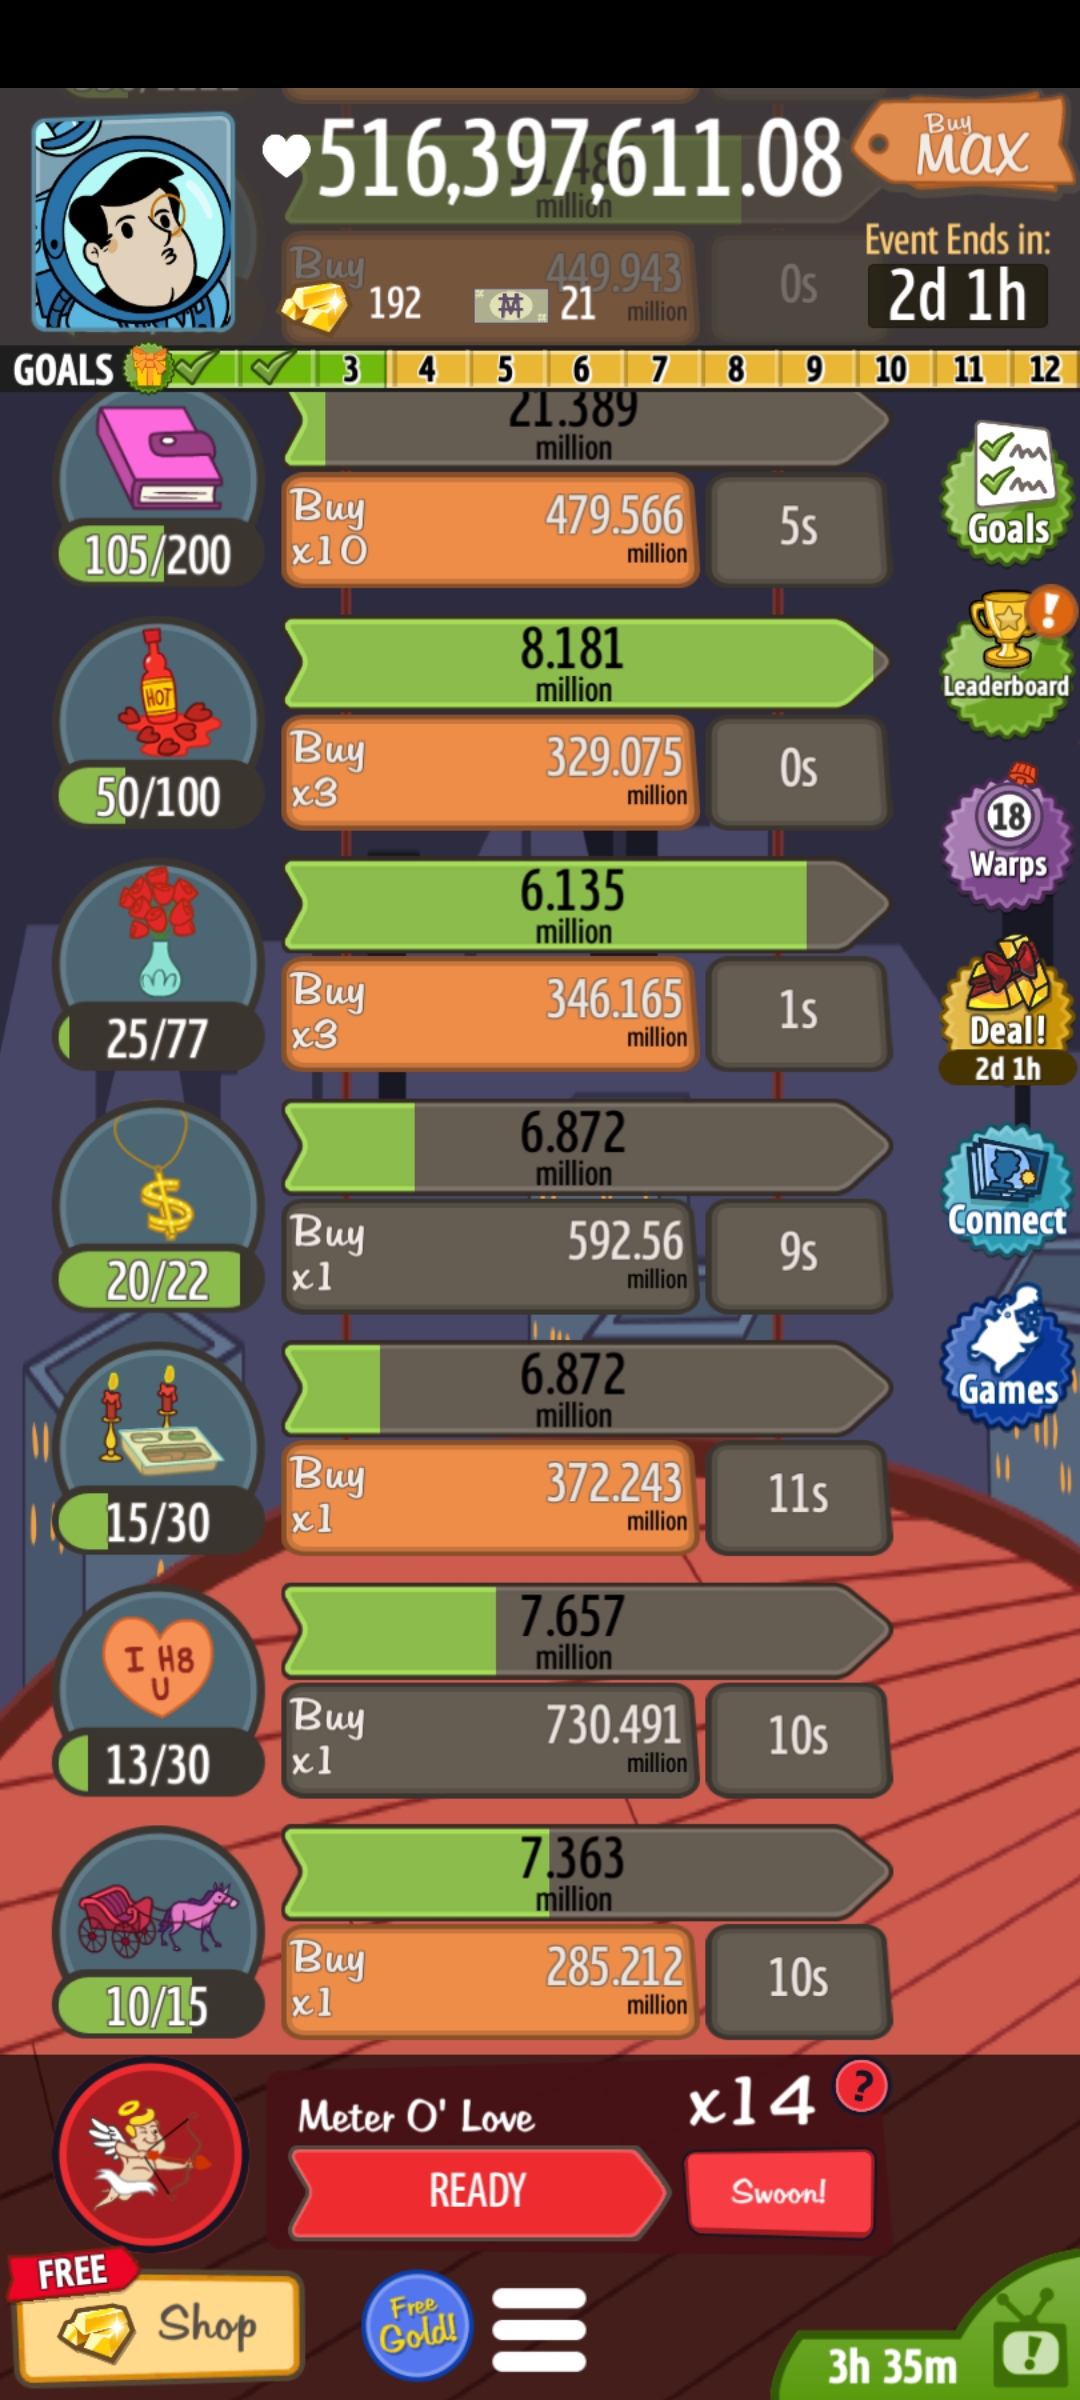 516,397,611.08
Buy
MAX
million
Event Ends in:
2d 1h
Buy
449.943
million
0s
192
21
GOALS
3 4 5 6 7 8 9 10 11 12
21.389
million
Buy
x10
479.566
million
5s
105/200
Goals
8.181
million
HOT
Buy
x3
329.075
million
0s
50/100
!
Leaderboard
6.135
million
Buy
x3
346.165
million
1s
25/77
18
Warps
Deal!
2d 1h
6.872
million
$
Buy
x1
592.56
million
9s
20/22
Connect
6.872
million
Buy
x1
372.243
million
11s
15/30
Games
7.657
million
I H8
U
Buy
x1
730.491
million
10s
13/30
7.363
million
Buy
x1
285.212
million
10s
10/15
Meter O' Love
x14
?
READY
Swoon!
FREE
Shop
Free
Gold!
3h 35m
!